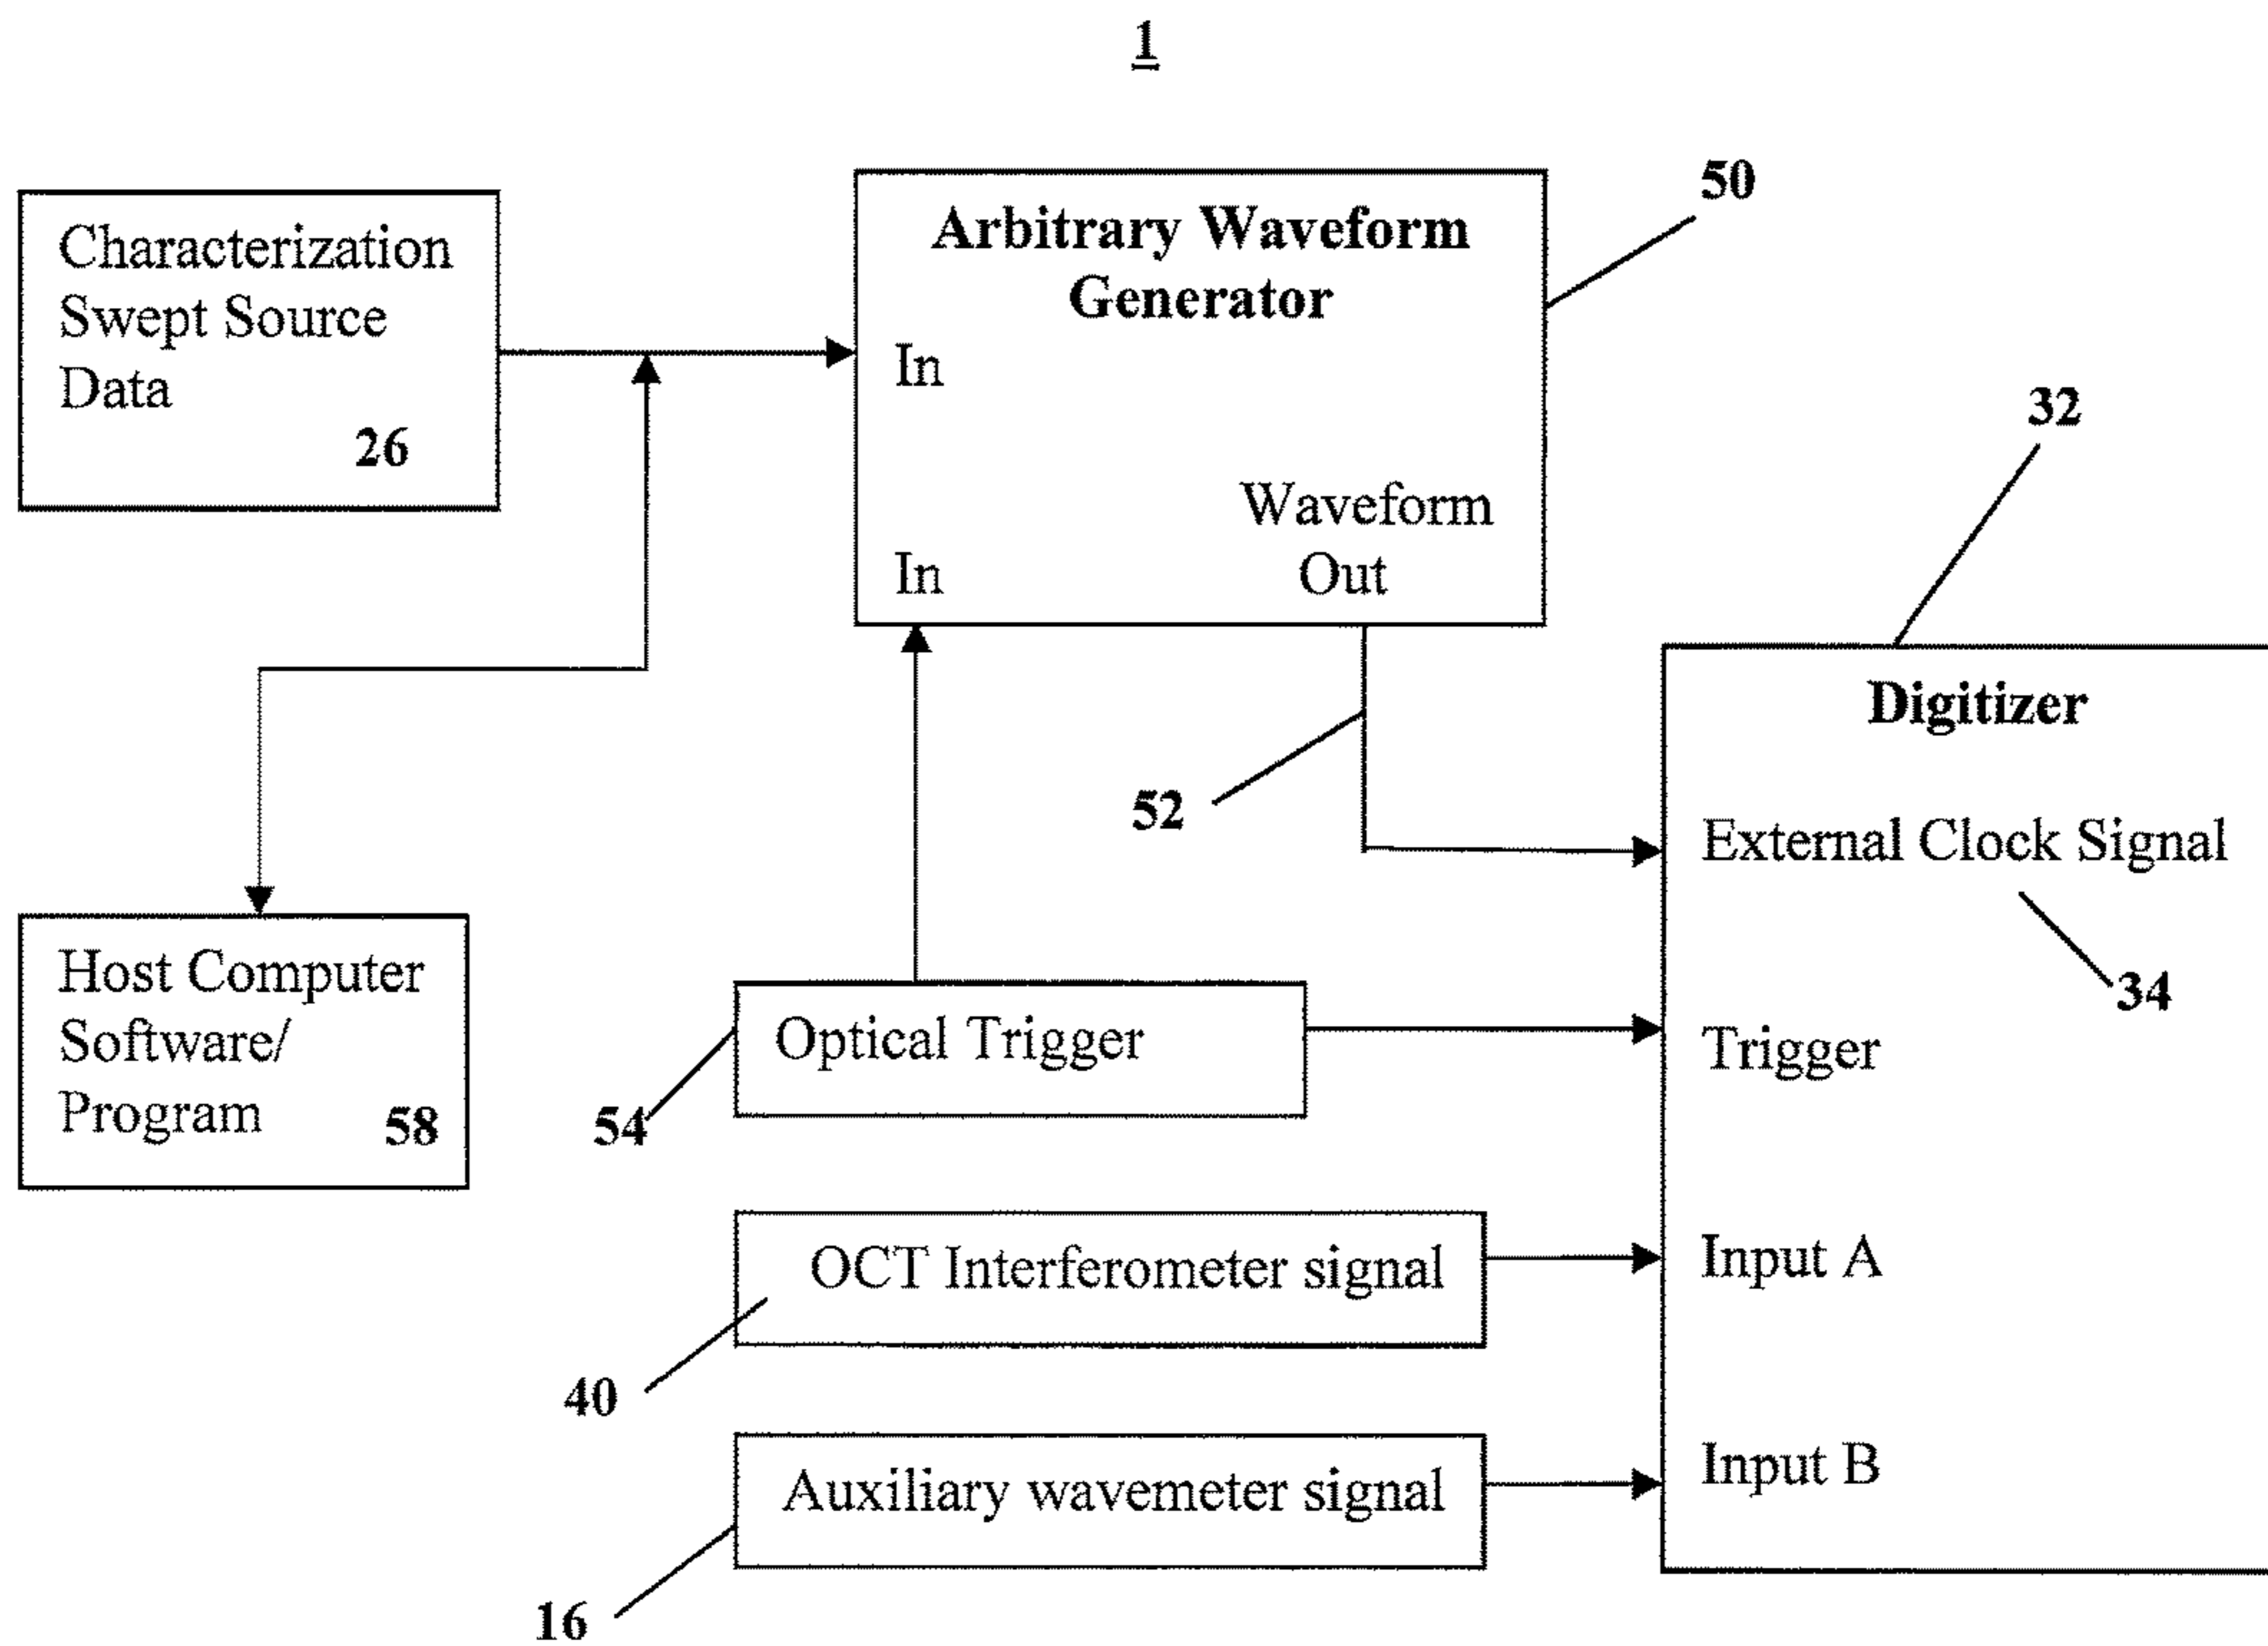 1
Characterization
Swept Source
Data
26
Arbitrary Waveform
Generator
In
In
Waveform
Out
50
32
52
Digitizer
External Clock Signal
34
Trigger
Input A
Input B
Host Computer
Software/
Program
58
Optical Trigger
54
OCT Interferometer signal
40
Auxiliary wavemeter signal
16